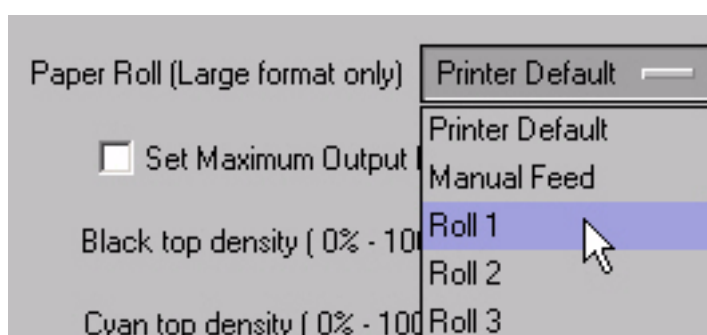 Paper Roll (Large format only) Printer Default
Printer Default
Set Maximum Output
Manual Feed
Roll 1
Black top density ( 0% - 10
Roll 2
Cyan top density ( 0% - 100
Roll 3